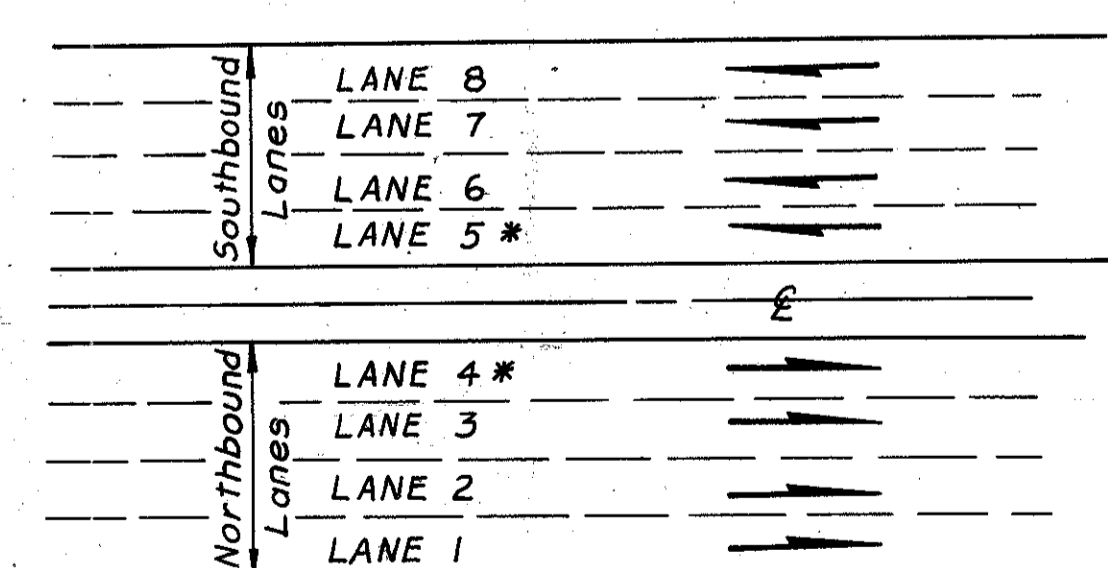 Southbound
Lanes
LANE 8
LANE 7
LANE 6
LANE 5 *
℄
Northbound
Lanes
LANE 4 *
LANE 3
LANE 2
LANE 1